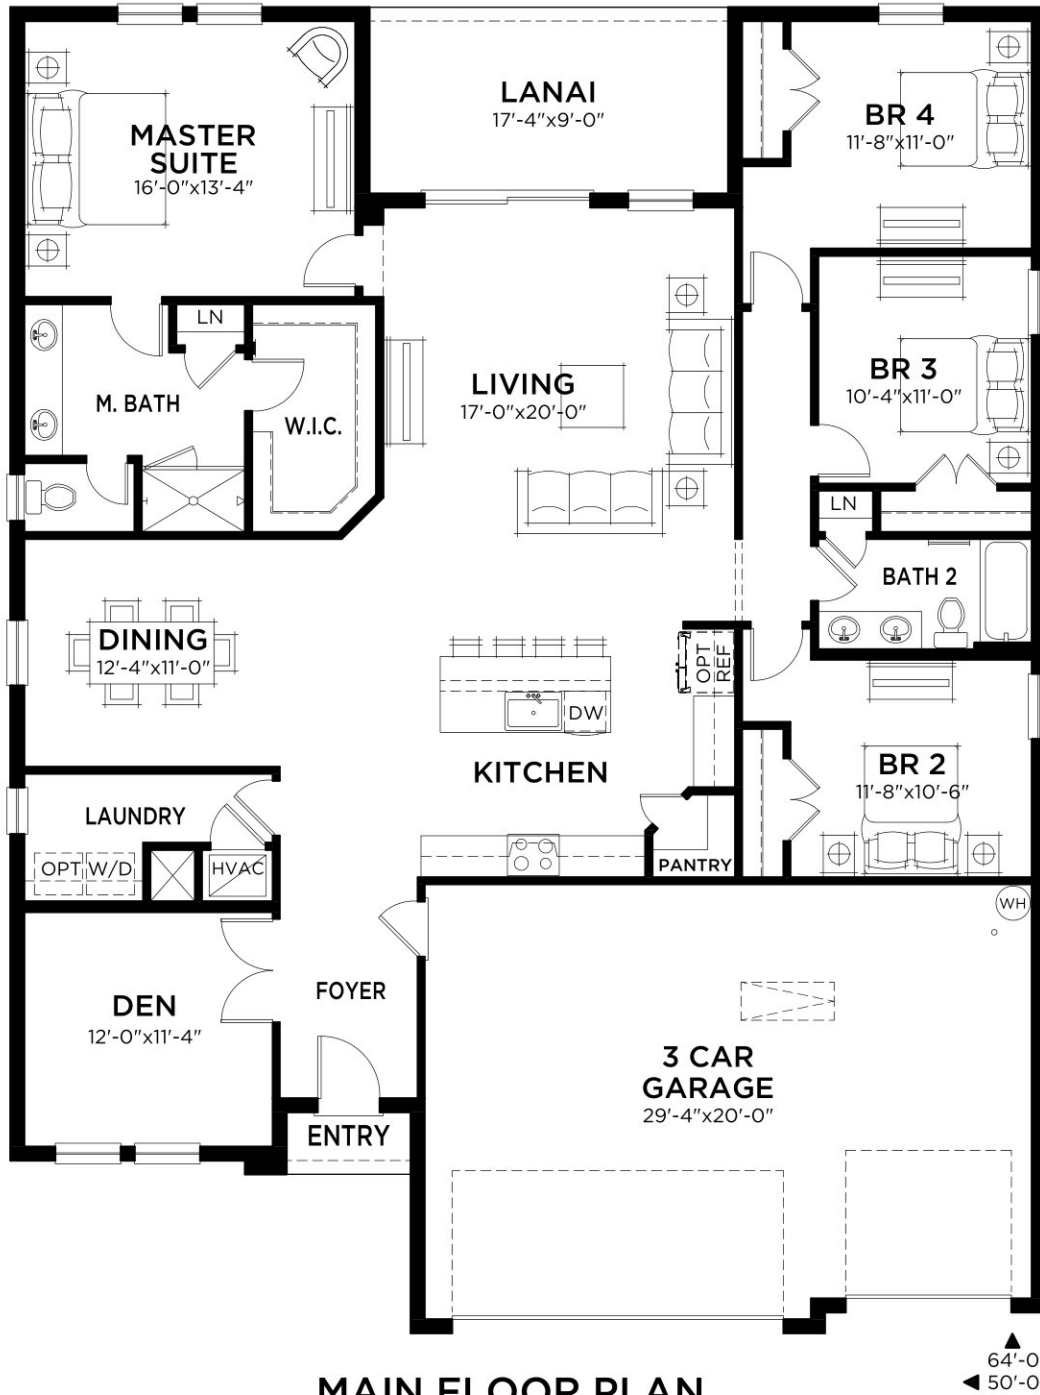 LANAI
17'-4"x9'-0"
MASTER
SUITE
16'-0"x13'-4"
BR 4
11'-8"x11'-0"
LN
M. BATH
W.I.C.
LIVING
17'-0"x20'-0"
BR 3
10'-4"x11'-0"
LN
BATH 2
DINING
12'-4"x11'-0"
OPT
REF
DW
KITCHEN
BR 2
11'-8"x10'-6"
LAUNDRY
OPT W/D
HVAC
PANTRY
WH
DEN
12'-0"x11'-4"
FOYER
3 CAR
GARAGE
29'-4"x20'-0"
ENTRY
64'-0
50'-0
MAIN FLOOR PLAN